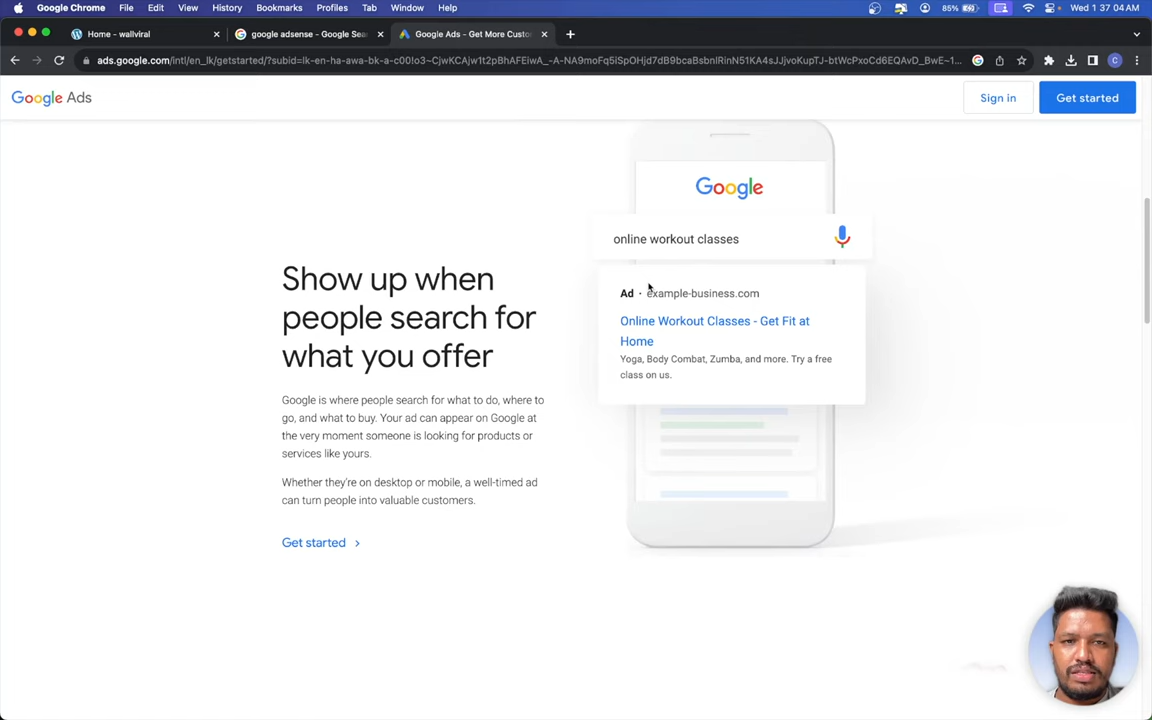 Google Chrome File Edit View History Bookmarks Profiles Tab Window Help 85% Wed 1 37 04 AM
Home - wallviral google adsense - Google Sea Google Ads - Get More Custo
ads.google.com/intl/en_lk/getstarted/?subid=lk-en-ha-awa-bk-a-c00!o3~CjwKCAjw1t2pBhAFEiwA_-A-NA9moFq5iSpOHjd7dB9bcaBsbnIRinN51KA4sJJjvoKupTJ-btWcPxoCd6EQAvD_BwE~1...
C
Google Ads Sign in Get started
Google
online workout classes
Ad · example-business.com
Online Workout Classes - Get Fit at
Home
Yoga, Body Combat, Zumba, and more. Try a free
class on us.
Show up when
people search for
what you offer
Google is where people search for what to do, where to
go, and what to buy. Your ad can appear on Google at
the very moment someone is looking for products or
services like yours.
Whether they're on desktop or mobile, a well-timed ad
can turn people into valuable customers.
Get started